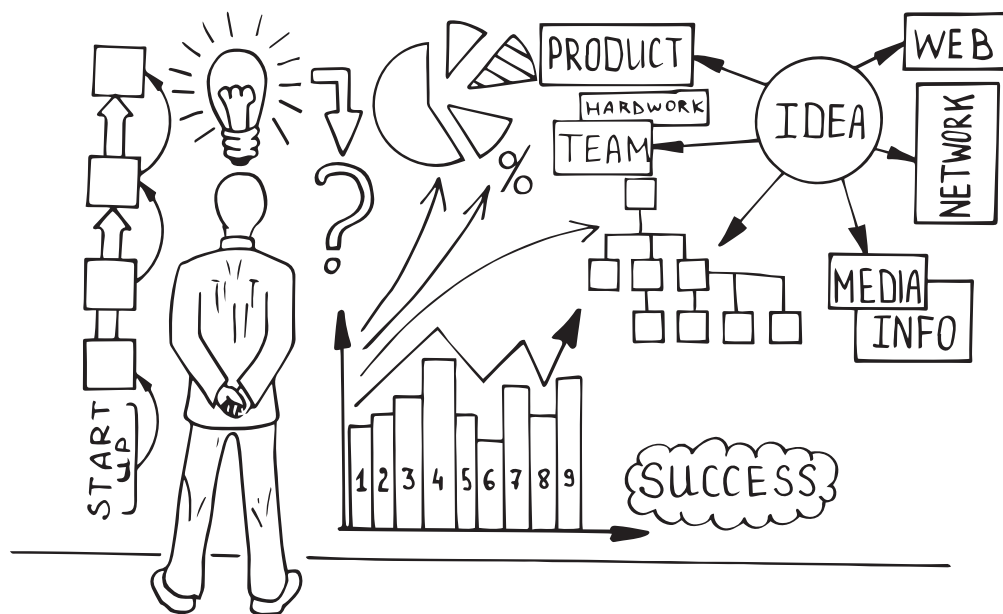 PRODUCT
WEB
HARDWORK
IDEA
TEAM
NETWORK
%
?
MEDIA
INFO
START
UP
1 2 3 4 5 6 7 8 9
SUCCESS